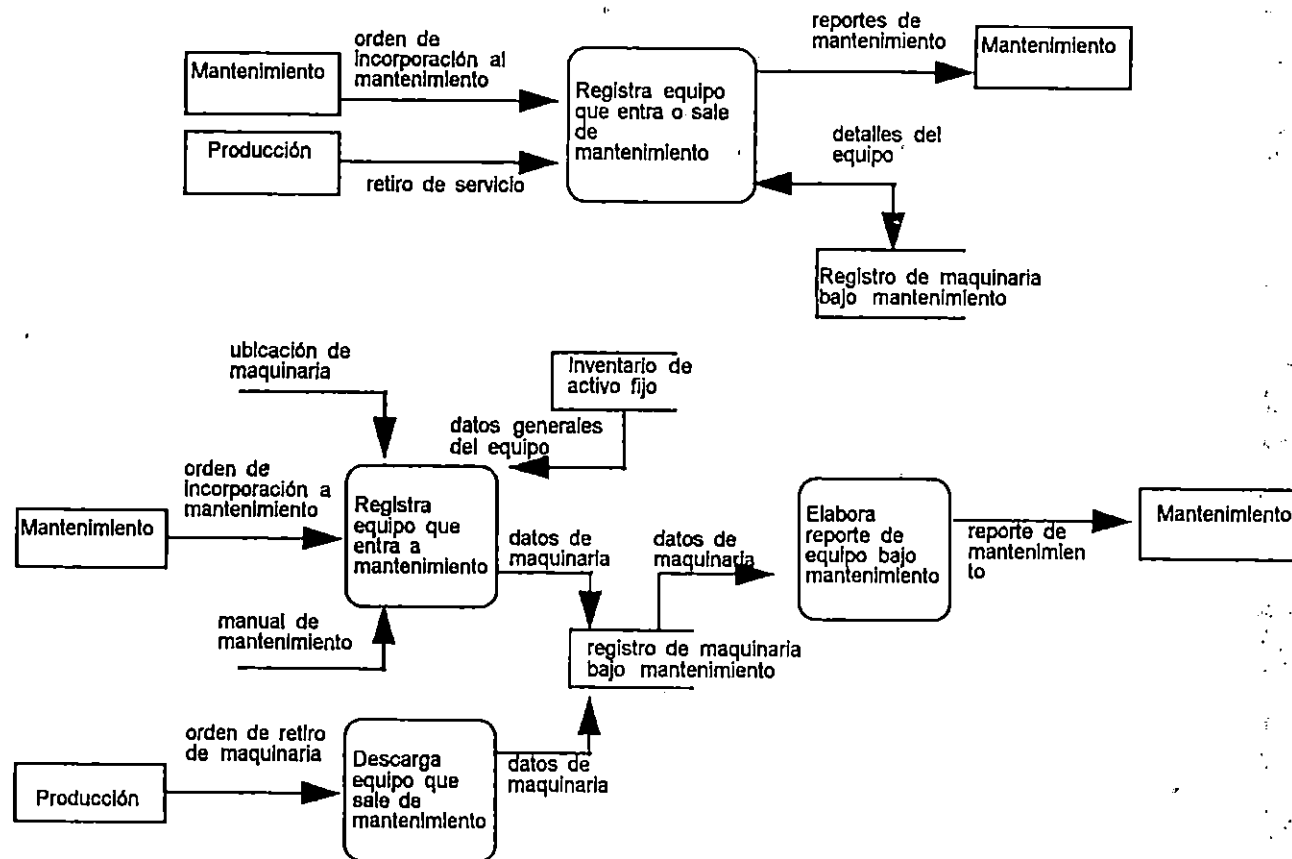 reportes de
mantenimiento
Mantenimiento
orden de
incorporación al
mantenimiento
Mantenimiento
Registra equipo
que entra o sale
de
mantenimiento
Producción
retiro de servicio
detalles del
equipo
Registro de maquinaria
bajo mantenimiento
ubicación de
maquinaria
Inventario de
activo fijo
datos generales
del equipo
orden de
incorporación a
mantenimiento
Mantenimiento
Registra
equipo que
entra a
mantenimiento
datos de
maquinaria
datos de
maquinaria
Elabora
reporte de
equipo bajo
mantenimiento
reporte de
mantenimien
to
Mantenimiento
manual de
mantenimiento
registro de maquinaria
bajo mantenimiento
orden de retiro
de maquinaria
Producción
Descarga
equipo que
sale de
mantenimiento
datos de
maquinaria